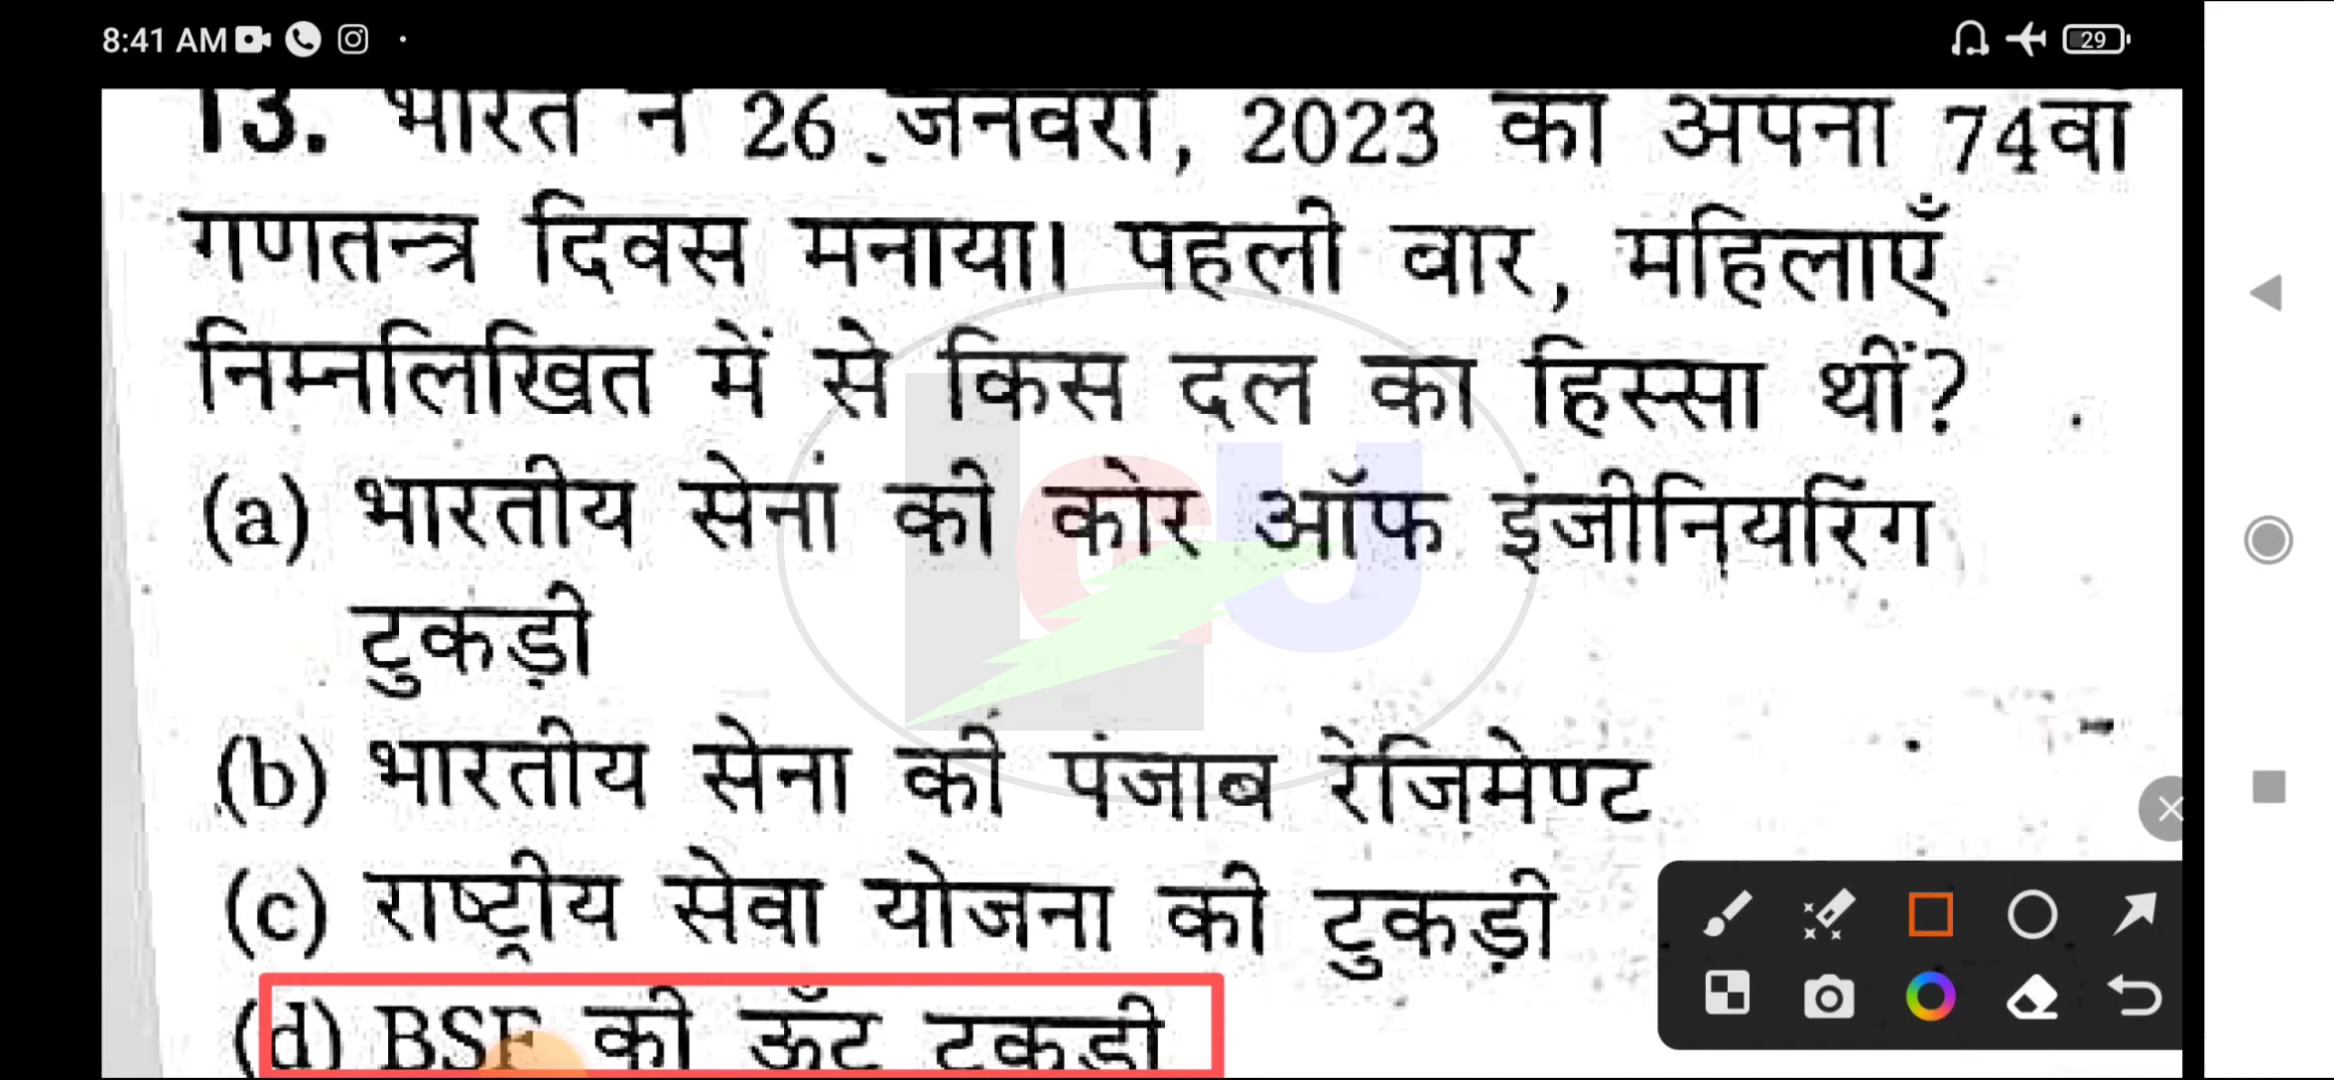 8:41 AM
29
13. भारत ने 26 जनवरी, 2023 को अपना 74वाँ
गणतन्त्र दिवस मनाया। पहली बार, महिलाएँ
निम्नलिखित में से किस दल का हिस्सा थीं?
(a) भारतीय सेना की कोर ऑफ इंजीनियरिंग
टुकड़ी
(b) भारतीय सेना की पंजाब रेजिमेण्ट
(c) राष्ट्रीय सेवा योजना की टुकड़ी
(d) BSF की ऊँट टुकड़ी